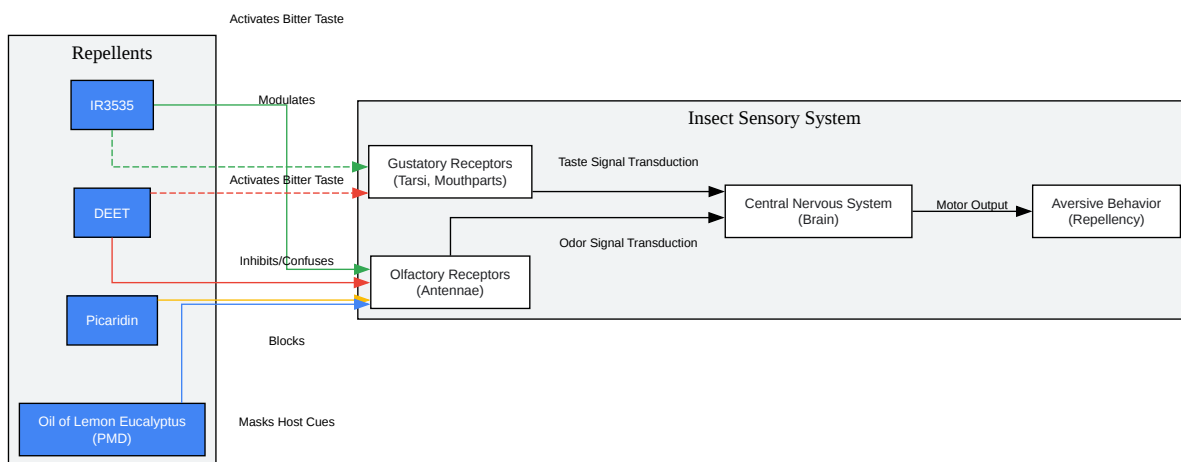 Activates Bitter Taste
Repellents
IR3535
Modulates
Insect Sensory System
Gustatory Receptors
(Tarsi, Mouthparts)
Taste Signal Transduction
Activates Bitter Taste
DEET
Central Nervous System
(Brain)
Motor Output
Aversive Behavior
(Repellency)
Odor Signal Transduction
Inhibits/Confuses
Olfactory Receptors
(Antennae)
Picaridin
Blocks
Oil of Lemon Eucalyptus
(PMD)
Masks Host Cues